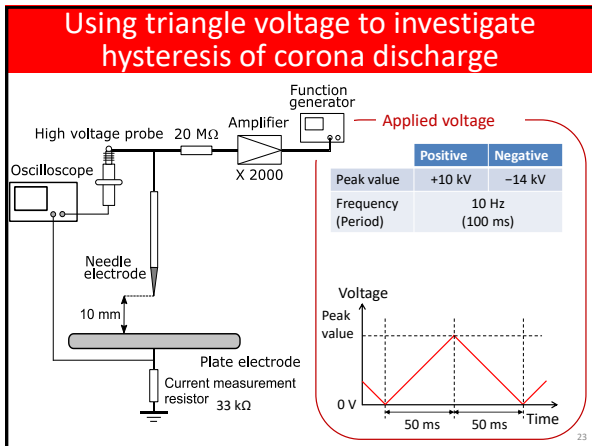 Using triangle voltage to investigate
hysteresis of corona discharge
Function
generator
Amplifier
20 MΩ
High voltage probe
X 2000
Oscilloscope
Needle
electrode
10 mm
Plate electrode
Current measurement
resistor
33 kΩ
Applied voltage
Positive Negative
Peak value +10 kV −14 kV
Frequency
(Period)
10 Hz
(100 ms)
Voltage
Peak
value
0 V
Time
50 ms 50 ms
23